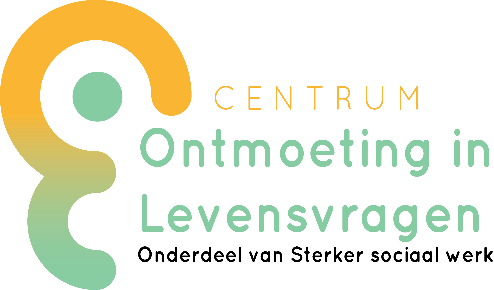 CENTRUM
Ontmoeting in
Levensvragen
Onderdeel van Sterker sociaal werk